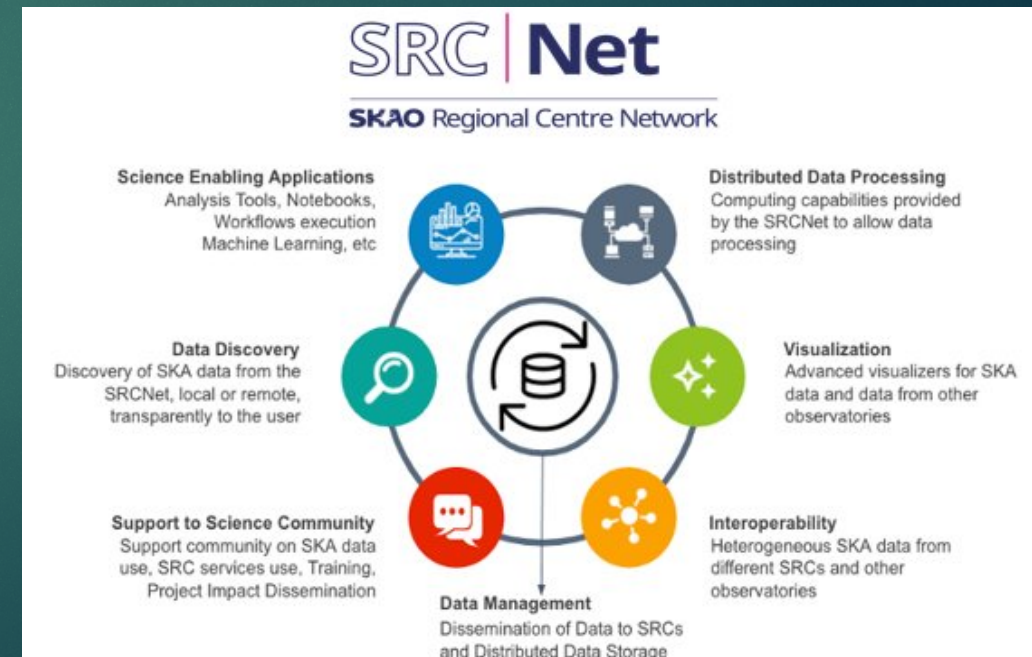 SRC | Net
SKAO Regional Centre Network
Science Enabling Applications
Analysis Tools, Notebooks,
Workflows execution
Machine Learning, etc
Distributed Data Processing
Computing capabilities provided
by the SRCNet to allow data
processing
Data Discovery
Discovery of SKA data from the
SRCNet, local or remote,
transparently to the user
Visualization
Advanced visualizers for SKA
data and data from other
observatories
Support to Science Community
Support community on SKA data
use, SRC services use, Training,
Project Impact Dissemination
Interoperability
Heterogeneous SKA data from
different SRCs and other
observatories
Data Management
Dissemination of Data to SRCs
and Distributed Data Storage